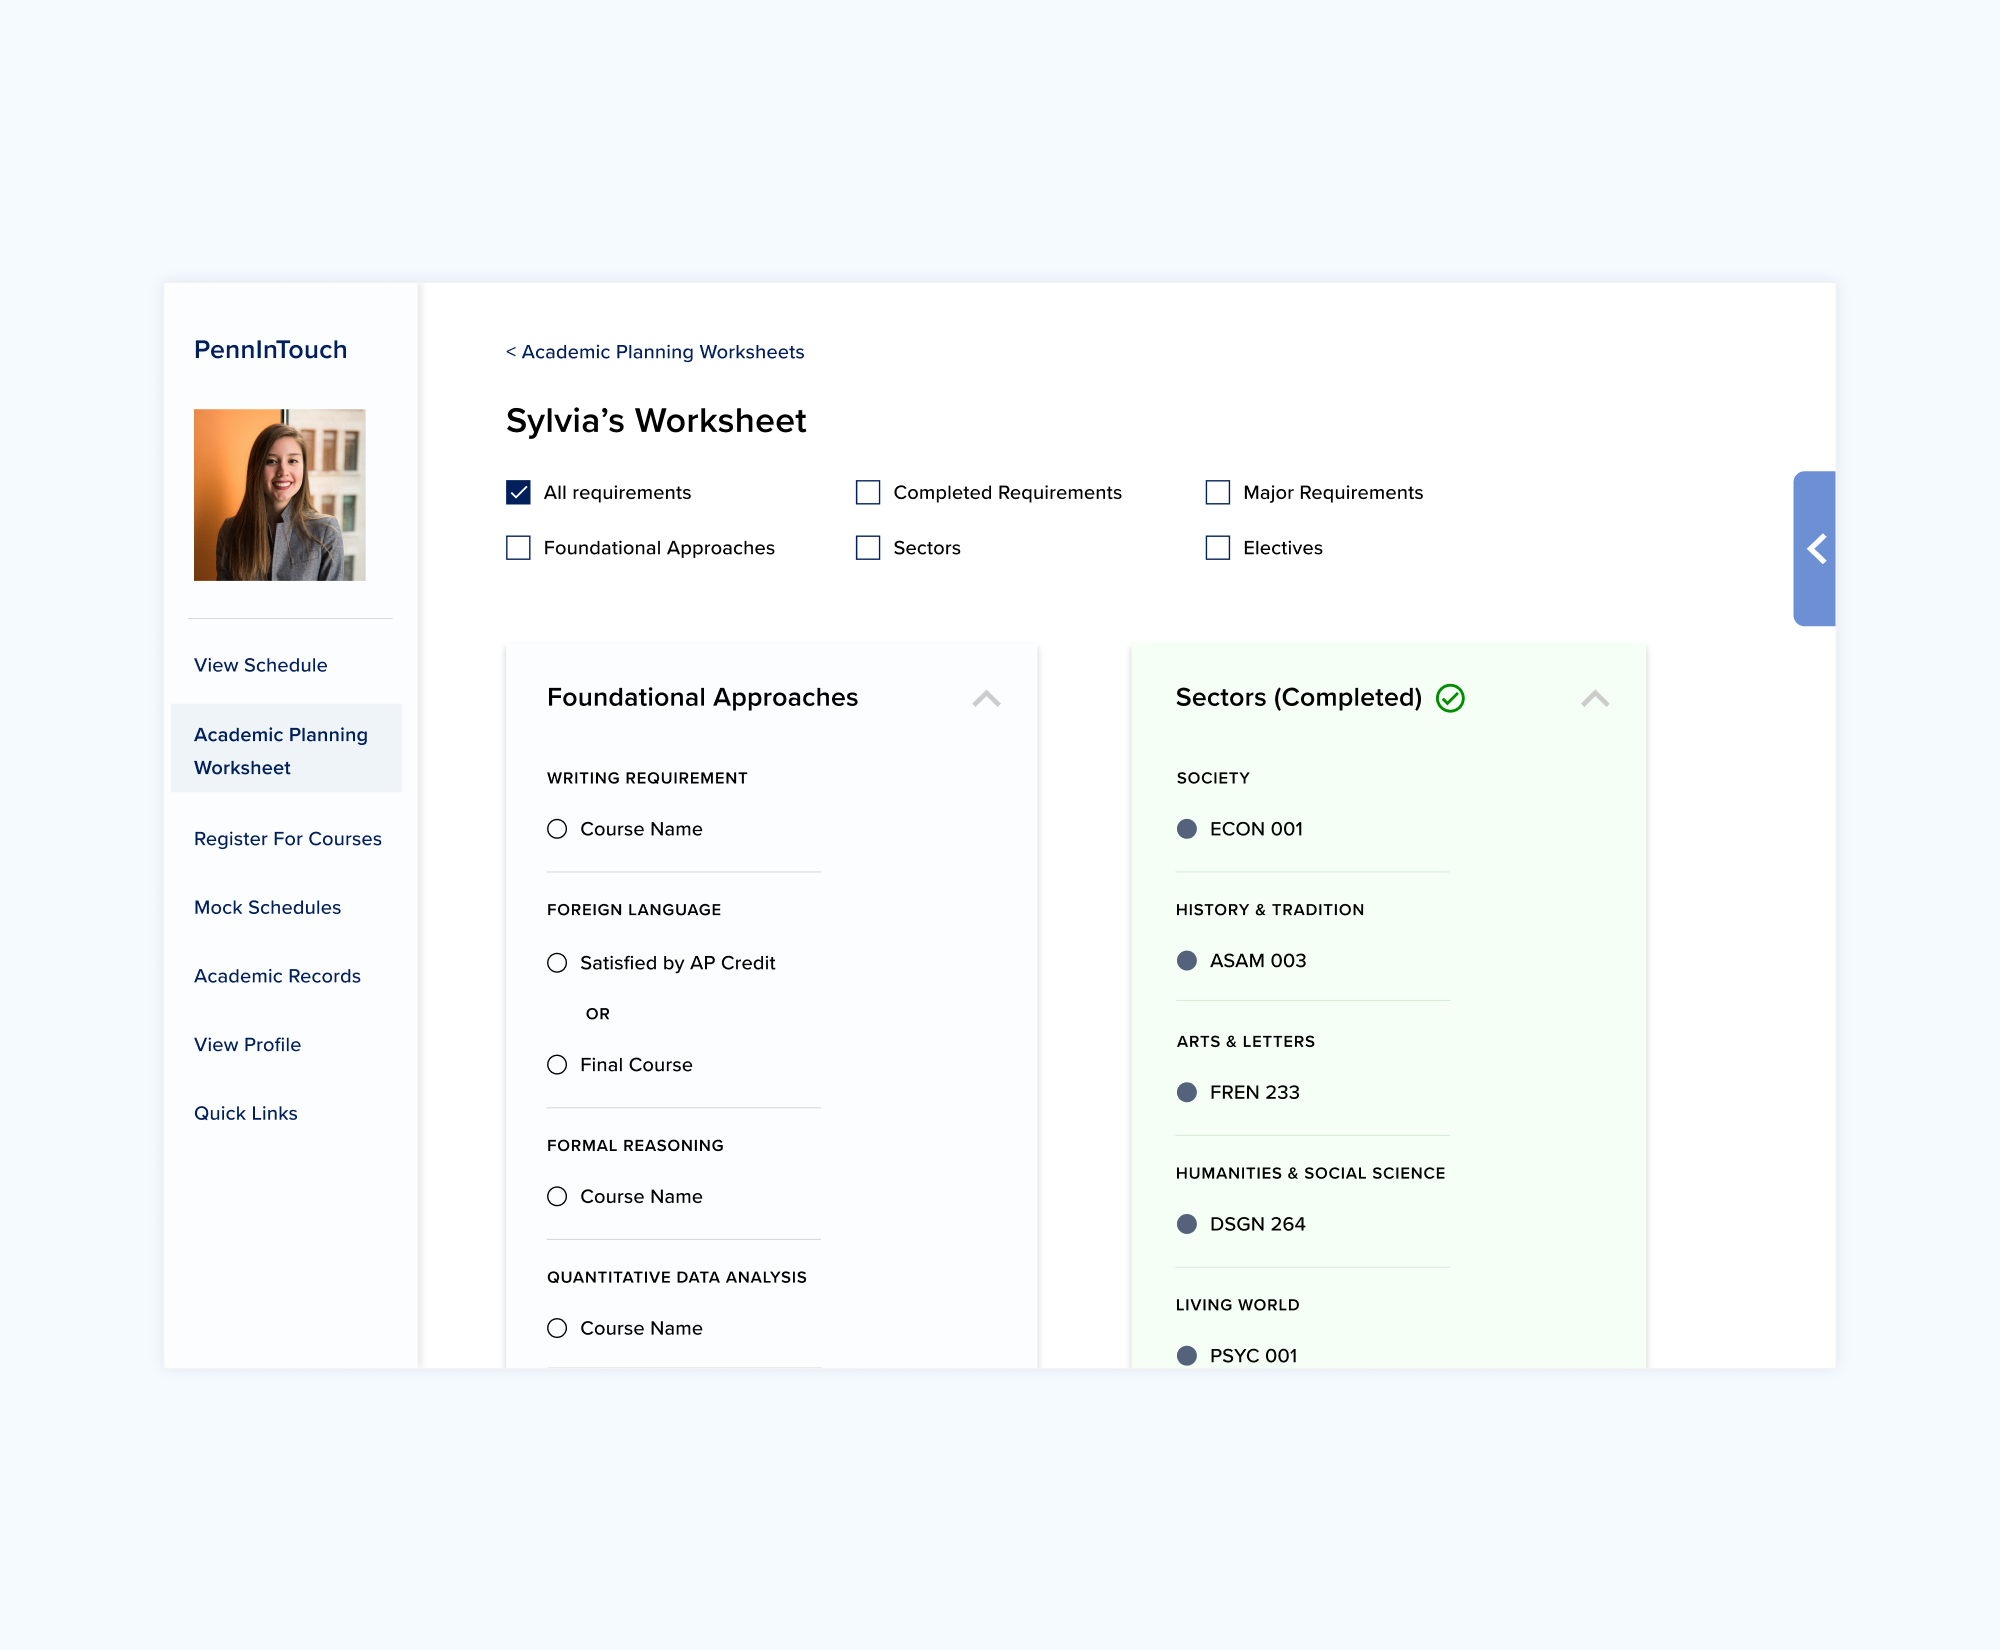 PennInTouch
View Schedule
Academic Planning
Worksheet
Register For Courses
Mock Schedules
Academic Records
View Profile
Quick Links
< Academic Planning Worksheets
Sylvia’s Worksheet
All requirements
Completed Requirements
Major Requirements
Foundational Approaches
Sectors
Electives
Foundational Approaches
WRITING REQUIREMENT
Course Name
FOREIGN LANGUAGE
Satisfied by AP Credit
OR
Final Course
FORMAL REASONING
Course Name
QUANTITATIVE DATA ANALYSIS
Course Name
Sectors (Completed)
SOCIETY
ECON 001
HISTORY & TRADITION
ASAM 003
ARTS & LETTERS
FREN 233
HUMANITIES & SOCIAL SCIENCE
DSGN 264
LIVING WORLD
PSYC 001